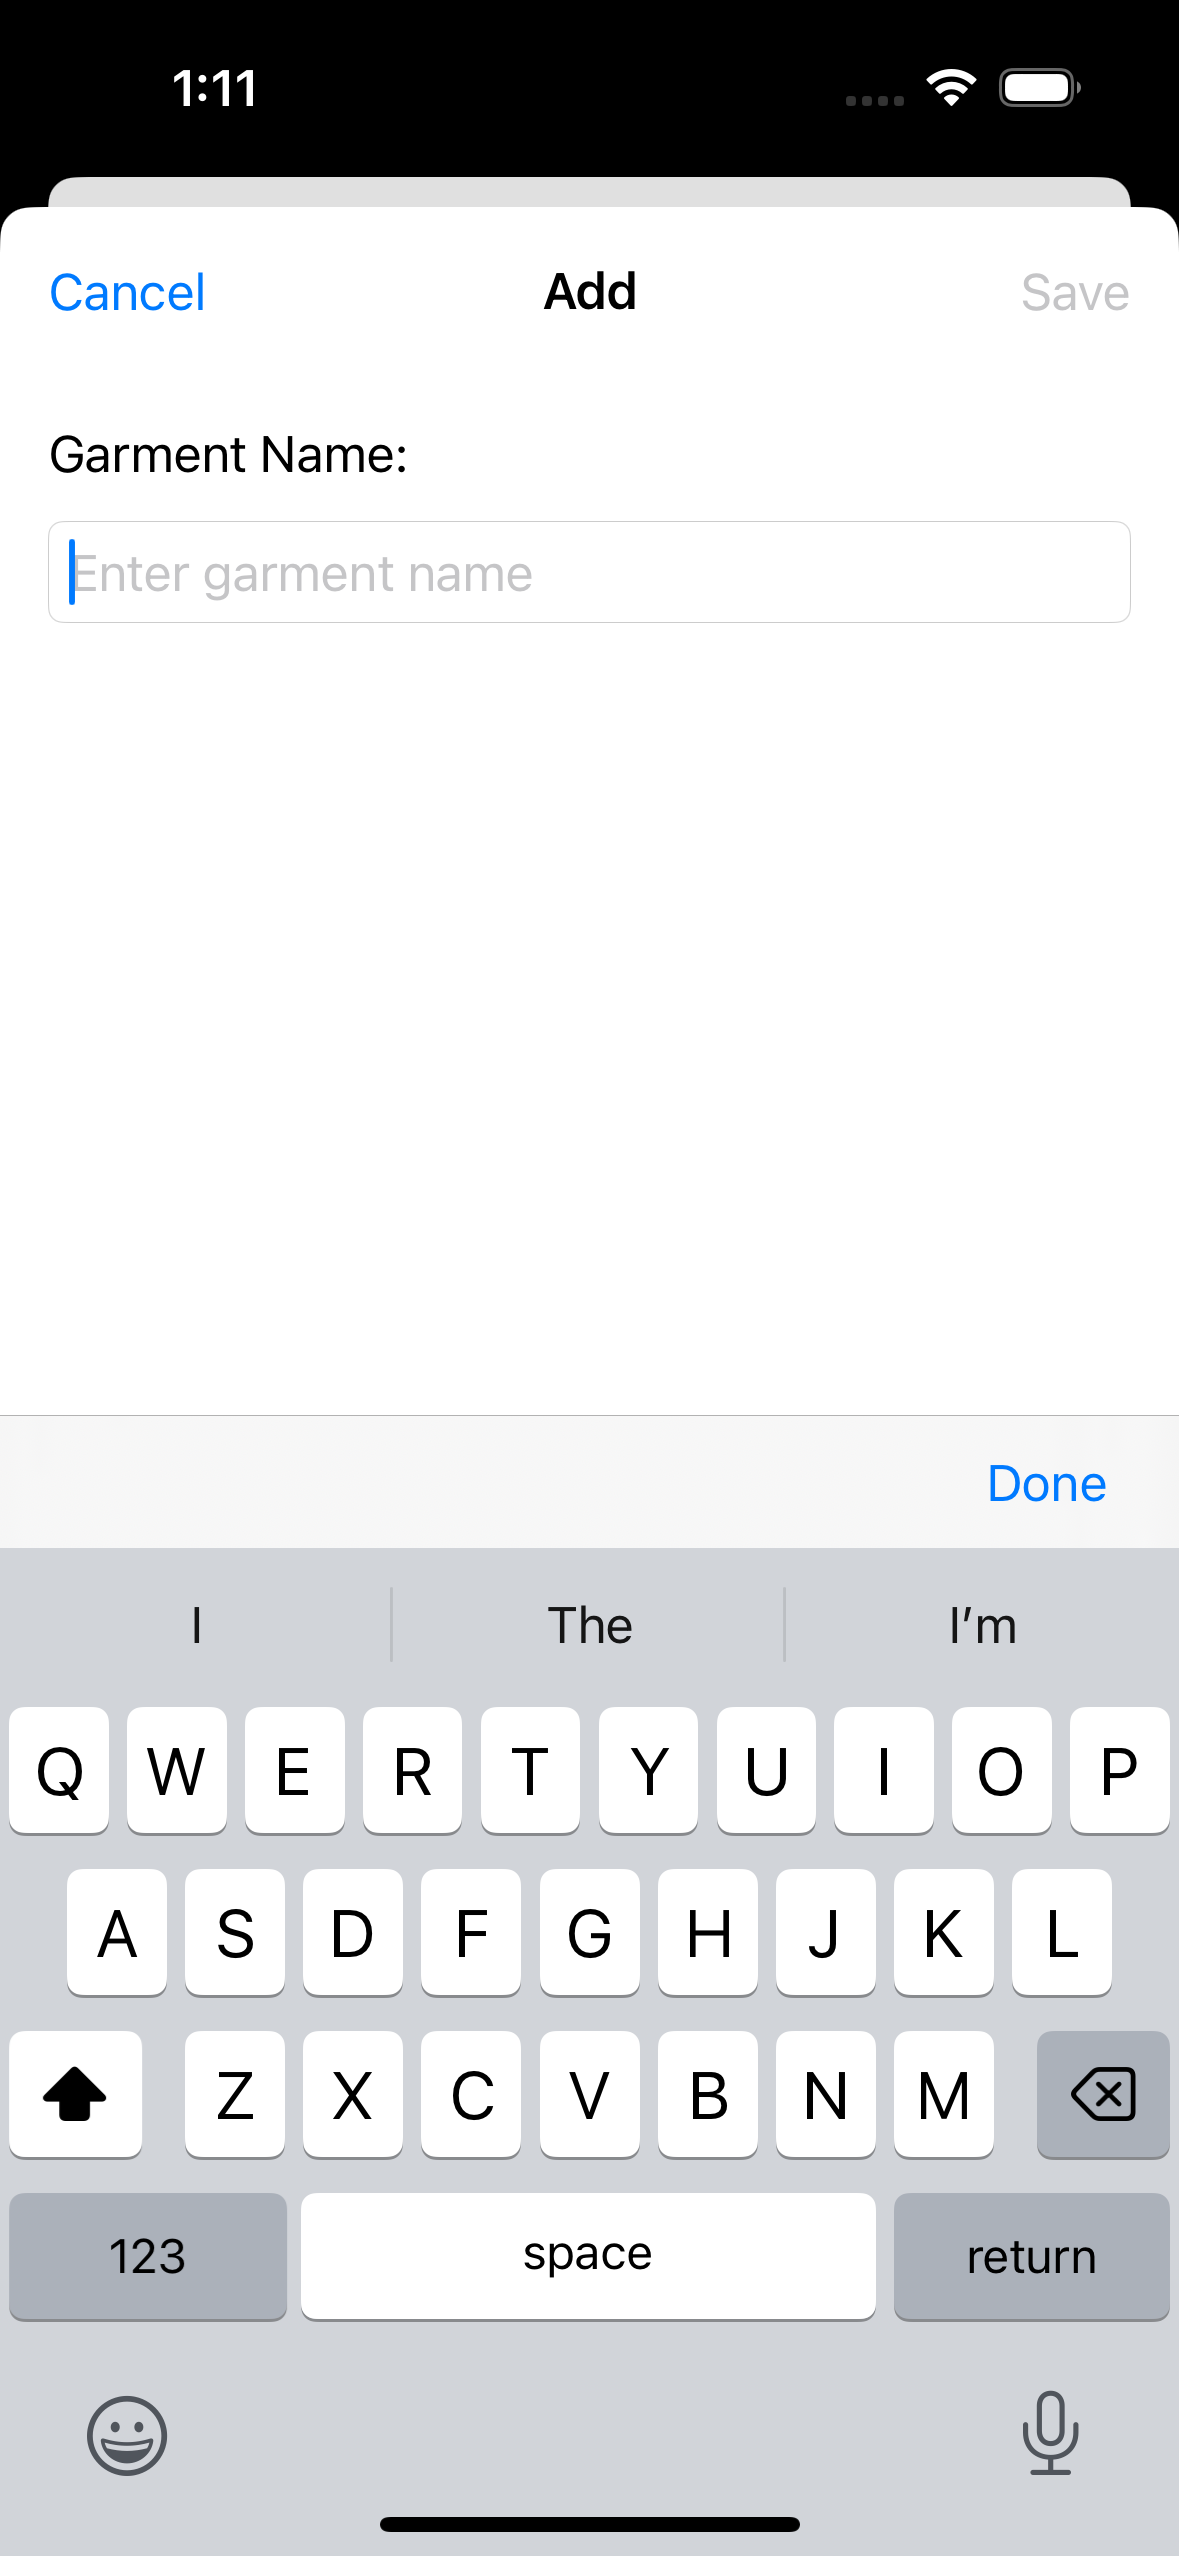 1:11
Cancel Add Save
Garment Name:
Enter garment name
Done
I The I’m
Q W E R T Y U I O P
A S D F G H J K L
Z X C V B N M
123 space return